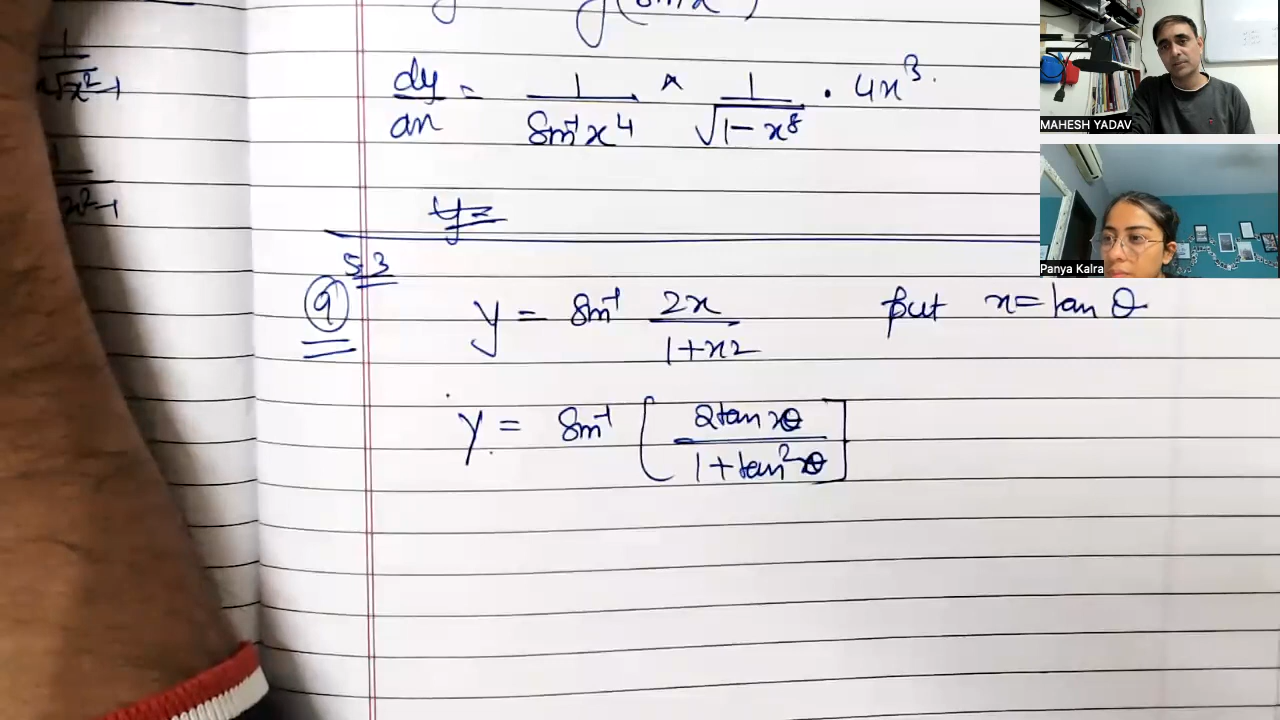 dy/dx = 1/(sin⁻¹x⁴) × 1/√(1-x⁸) · 4x³.
y=
5.3
9
y = sin⁻¹ 2x/(1+x²) put x = tan θ
y = sin⁻¹ [2tan θ/(1+tan²θ)]
MAHESH YADAV
Panya Kalra